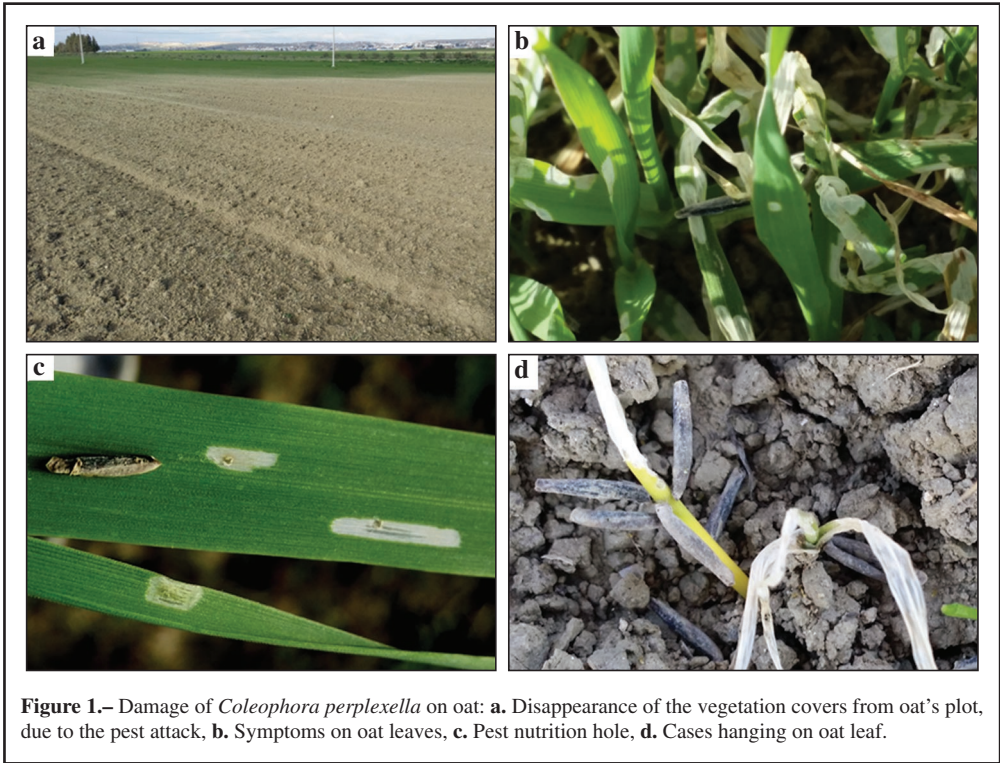 a
b
c
d
Figure 1.– Damage of Coleophora perplexella on oat: a. Disappearance of the vegetation covers from oat's plot,
due to the pest attack, b. Symptoms on oat leaves, c. Pest nutrition hole, d. Cases hanging on oat leaf.